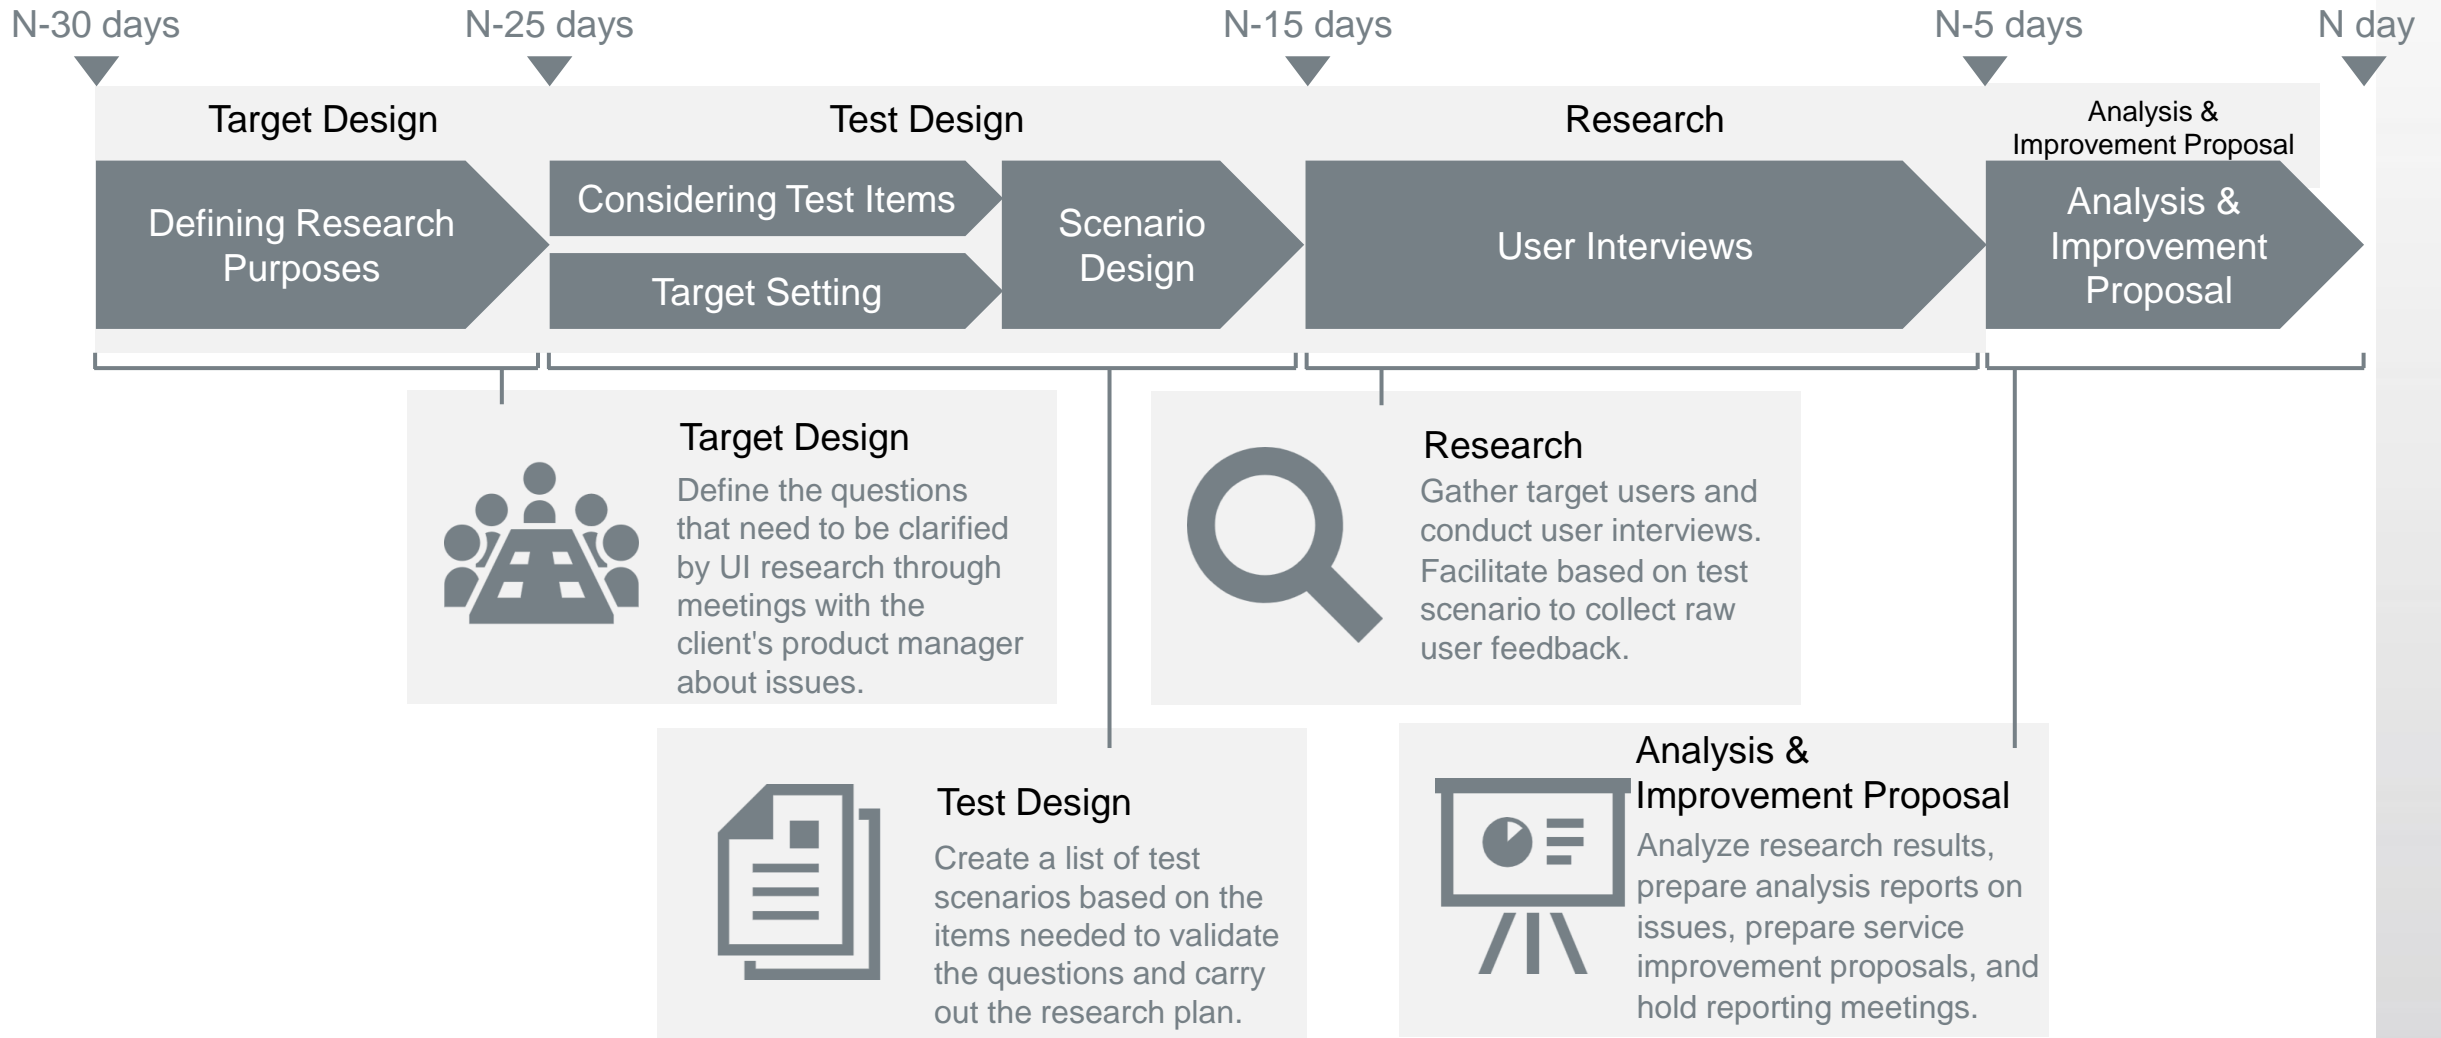 N-30 days
N-25 days
N-15 days
N-5 days
N day
Target Design
Test Design
Research
Analysis &
Improvement Proposal
Defining Research
Purposes
Considering Test Items
Target Setting
Scenario
Design
User Interviews
Analysis &
Improvement
Proposal
Target Design
Define the questions
that need to be clarified
by UI research through
meetings with the
client's product manager
about issues.
Research
Gather target users and
conduct user interviews.
Facilitate based on test
scenario to collect raw
user feedback.
Test Design
Create a list of test
scenarios based on the
items needed to validate
the questions and carry
out the research plan.
Analysis &
Improvement Proposal
Analyze research results,
prepare analysis reports on
issues, prepare service
improvement proposals, and
hold reporting meetings.